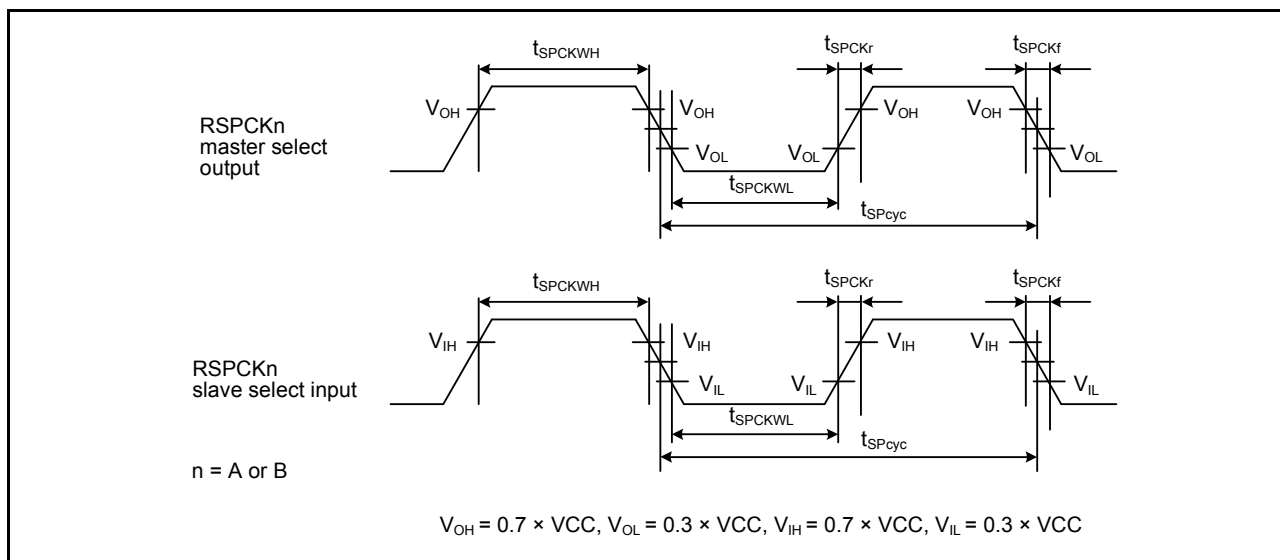 tSPCKWH
tSPCKr
tSPCKf
RSPCKn
master select
output
VOH
VOH
VOL
VOL
VOH
VOH
VOL
tSPCKWL
tSPcyc
tSPCKWH
tSPCKr
tSPCKf
RSPCKn
slave select input
VIH
VIH
VIL
VIL
VIH
VIH
VIL
tSPCKWL
tSPcyc
n = A or B
VOH = 0.7 × VCC, VOL = 0.3 × VCC, VIH = 0.7 × VCC, VIL = 0.3 × VCC